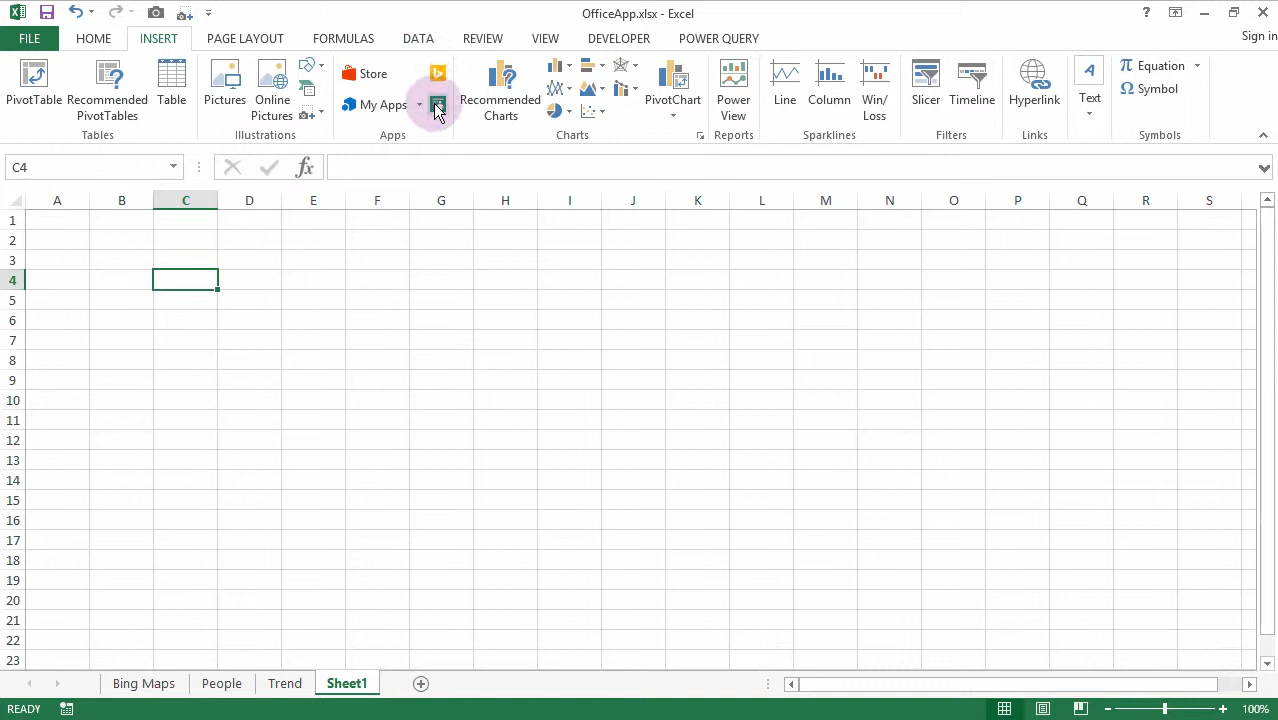 OfficeApp.xlsx - Excel
?
FILE HOME INSERT PAGE LAYOUT FORMULAS DATA REVIEW VIEW DEVELOPER POWER QUERY Sign in
PivotTable
Recommended
PivotTables
Table
Tables
Pictures
Online
Pictures
Illustrations
Store
My Apps
Apps
Recommended
Charts
PivotChart
Charts
Power
View
Reports
Line
Column
Win/
Loss
Sparklines
Slicer
Timeline
Filters
Hyperlink
Links
A
Text
π Equation
Ω Symbol
Symbols
C4 fx
A B C D E F G H I J K L M N O P Q R S
1
2
3
4
5
6
7
8
9
10
11
12
13
14
15
16
17
18
19
20
21
22
23
Bing Maps People Trend Sheet1
READY 100%